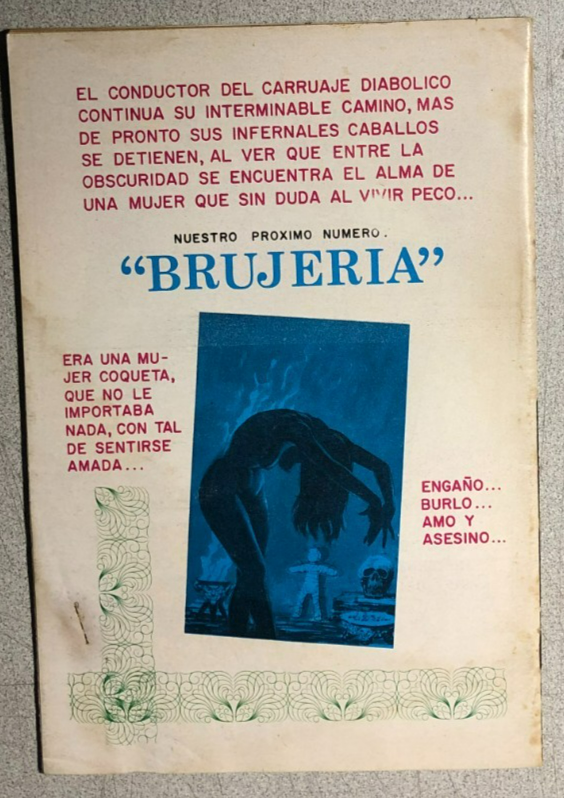 EL CONDUCTOR DEL CARRUAJE DIABOLICO
CONTINUA SU INTERMINABLE CAMINO, MAS
DE PRONTO SUS INFERNALES CABALLOS
SE DETIENEN, AL VER QUE ENTRE LA
OBSCURIDAD SE ENCUENTRA EL ALMA DE
UNA MUJER QUE SIN DUDA AL VIVIR PECO...
NUESTRO PROXIMO NUMERO.
“BRUJERIA”
ERA UNA MU-
JER COQUETA,
QUE NO LE
IMPORTABA
NADA, CON TAL
DE SENTIRSE
AMADA...
ENGAÑO...
BURLO...
AMO Y
ASESINO...